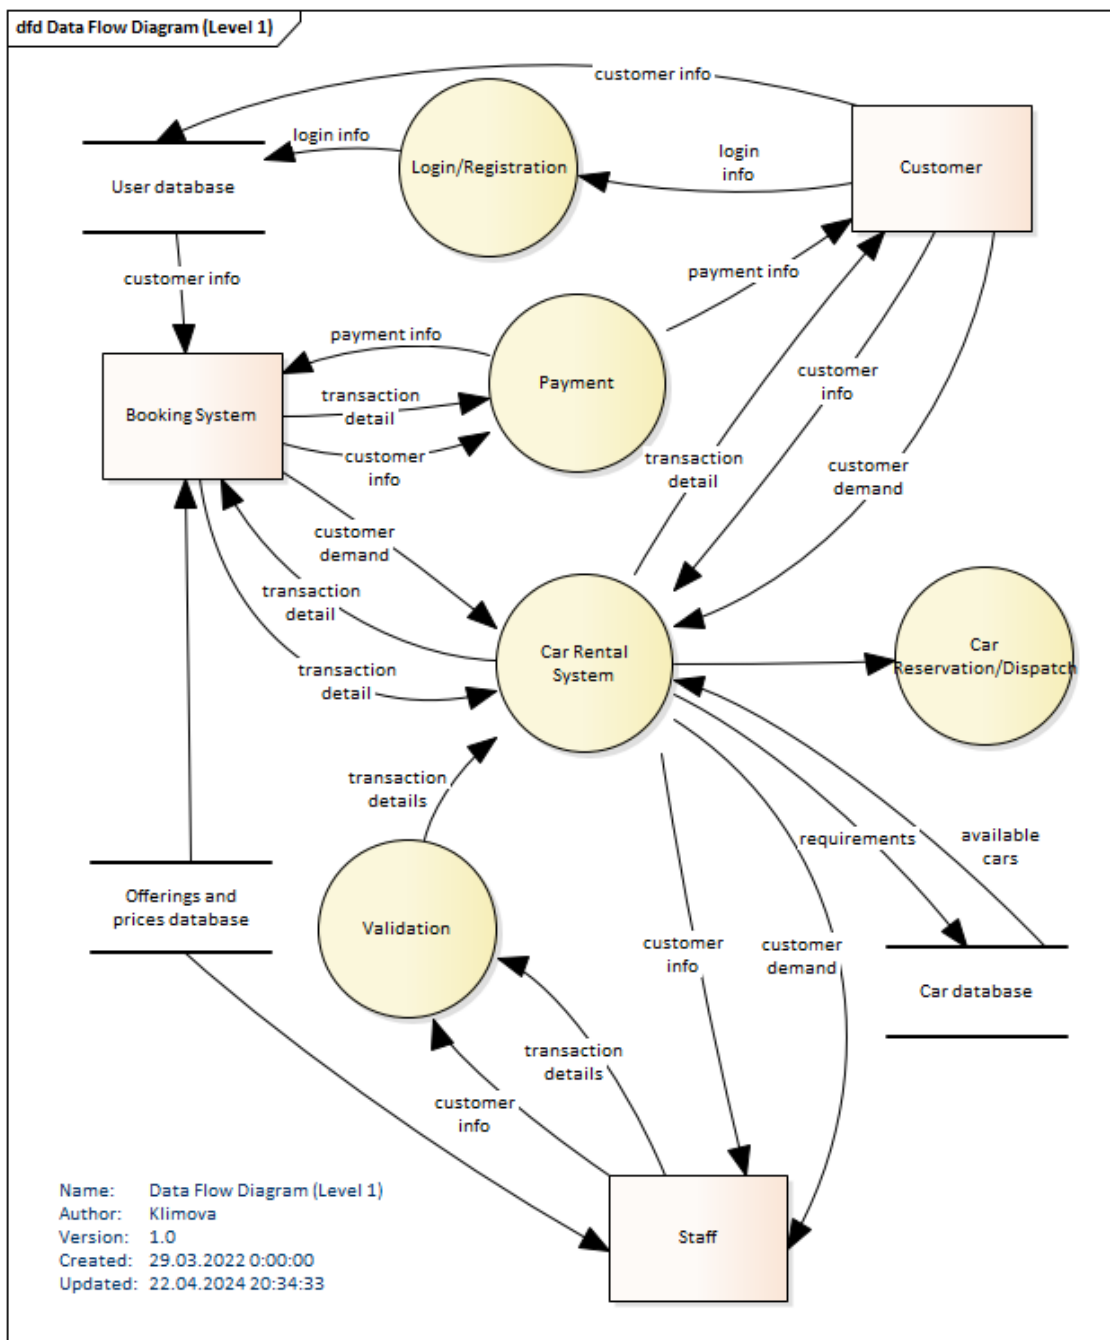 dfd Data Flow Diagram (Level 1)
customer info
login info
Login/Registration
login
info
Customer
User database
customer info
payment info
payment info
Payment
Booking System
transaction
detail
customer
info
customer
info
transaction
detail
customer
demand
customer
demand
transaction
detail
transaction
detail
Car Rental
System
Car
Reservation/Dispatch
transaction
details
requirements
available
cars
Offerings and
prices database
Validation
customer
info
customer
demand
Car database
transaction
details
customer
info
Staff
Name: Data Flow Diagram (Level 1)
Author: Klimova
Version: 1.0
Created: 29.03.2022 0:00:00
Updated: 22.04.2024 20:34:33